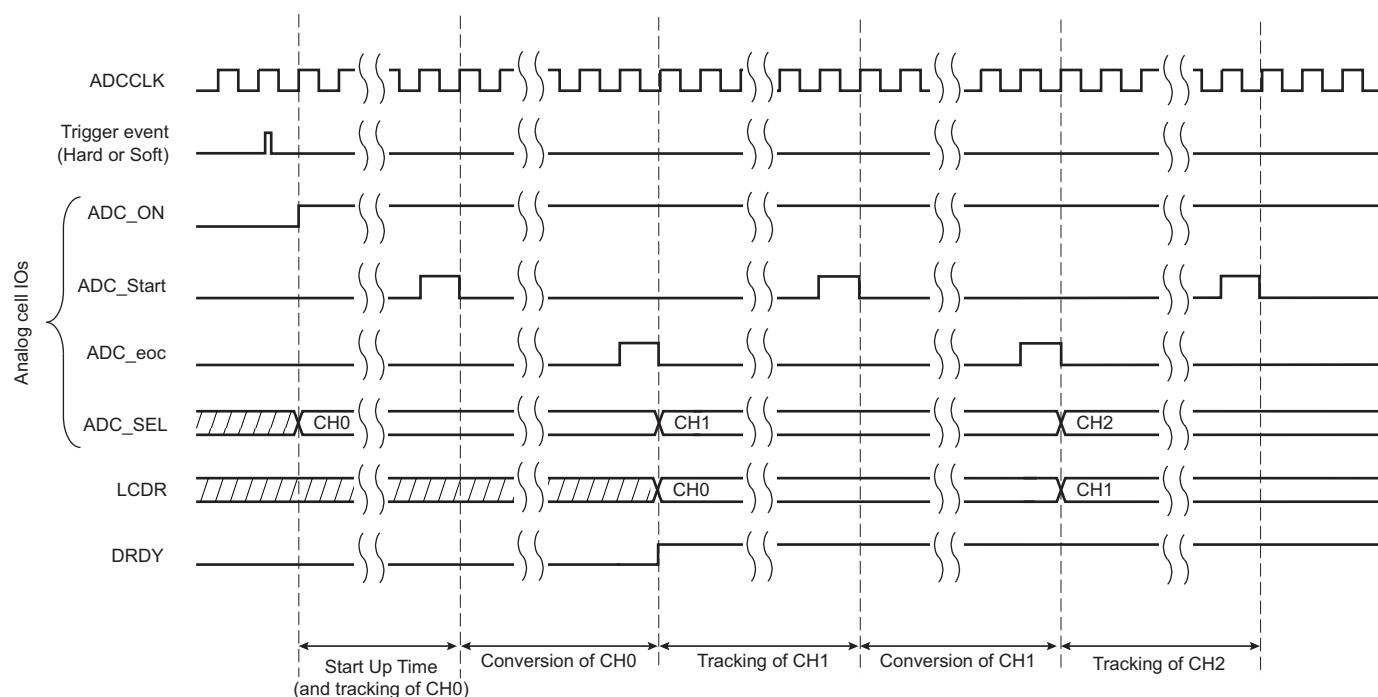 ADCCLK
Trigger event
(Hard or Soft)
Analog cell IOs
ADC_ON
ADC_Start
ADC_eoc
ADC_SEL
CH0
CH1
CH2
LCDR
CH0
CH1
DRDY
Start Up Time
(and tracking of CH0)
Conversion of CH0
Tracking of CH1
Conversion of CH1
Tracking of CH2